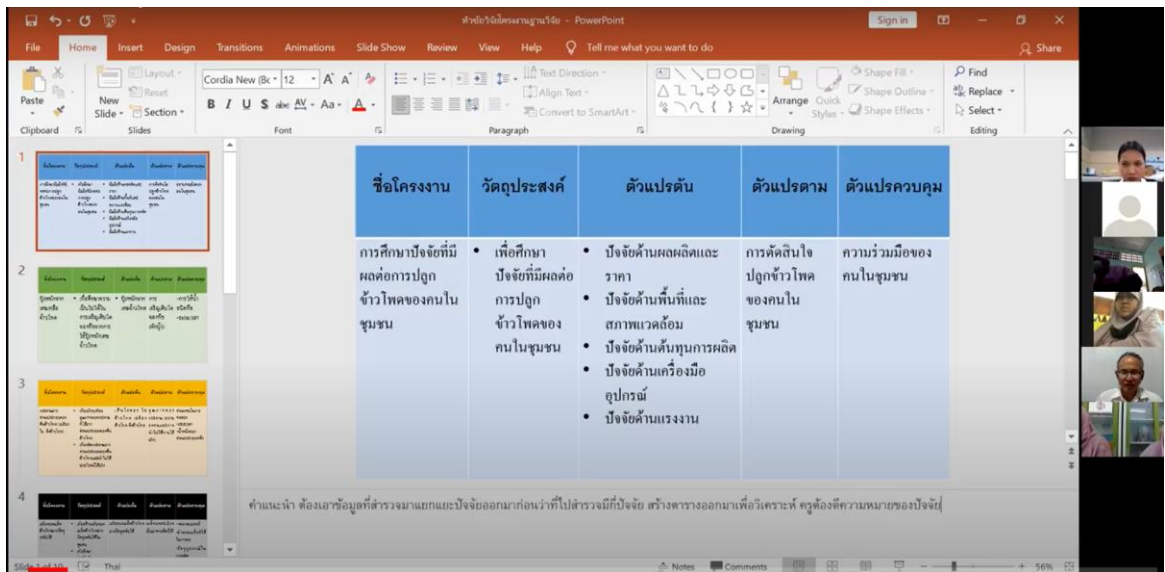 หัวข้อวิจัยโครงงานฐานวิจัย - PowerPoint
Sign in
File Home Insert Design Transitions Animations Slide Show Review View Help Tell me what you want to do
Share
Paste
Clipboard
New Slide
Layout
Reset
Section
Slides
Cordia New (Bc 12
B I U S abc AV Aa A
Font
Text Direction
Align Text
Convert to SmartArt
Paragraph
Arrange
Quick Styles
Shape Fill
Shape Outline
Shape Effects
Drawing
Find
Replace
Select
Editing
1
2
3
4
ชื่อโครงงาน วัตถุประสงค์ ตัวแปรต้น ตัวแปรตาม ตัวแปรควบคุม
การศึกษาปัจจัยที่มี
ผลต่อการปลูก
ข้าวโพดของคนใน
ชุมชน
• เพื่อศึกษา
ปัจจัยที่มีผลต่อ
การปลูก
ข้าวโพดของ
คนในชุมชน
• ปัจจัยด้านผลผลิตและ
ราคา
• ปัจจัยด้านพื้นที่และ
สภาพแวดล้อม
• ปัจจัยด้านต้นทุนการผลิต
• ปัจจัยด้านเครื่องมือ
อุปกรณ์
• ปัจจัยด้านแรงงาน
การตัดสินใจ
ปลูกข้าวโพด
ของคนใน
ชุมชน
ความร่วมมือของ
คนในชุมชน
คำแนะนำ ต้องเอาข้อมูลที่สำรวจมาแยกแยะปัจจัยออกมาก่อนว่าที่ไปสำรวจมีกี่ปัจจัย สร้างตารางออกมาเพื่อวิเคราะห์ ครูต้องตีความหมายของปัจจัย
Slide 1 of 10 Thai
Notes Comments 56%